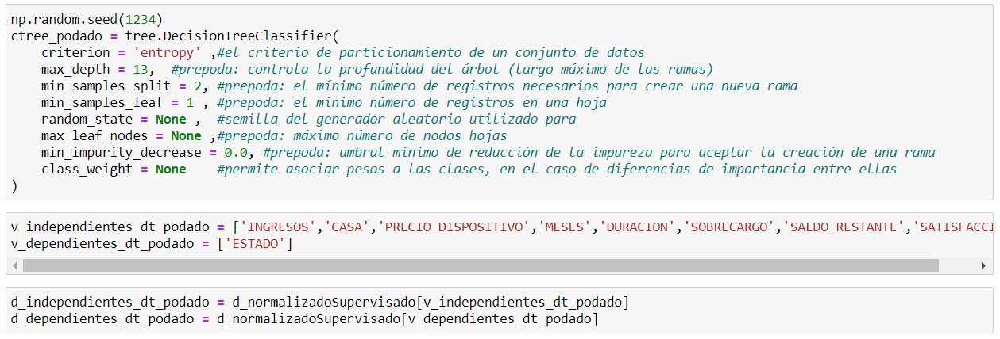 np.random.seed(1234)
ctree_podado = tree.DecisionTreeClassifier(
    criterion = 'entropy' ,#el criterio de particionamiento de un conjunto de datos
    max_depth = 13,  #prepoda: controla la profundidad del árbol (largo máximo de las ramas)
    min_samples_split = 2, #prepoda: el mínimo número de registros necesarios para crear una nueva rama
    min_samples_leaf = 1 , #prepoda: el mínimo número de registros en una hoja
    random_state = None ,  #semilla del generador aleatorio utilizado para
    max_leaf_nodes = None ,#prepoda: máximo número de nodos hojas
    min_impurity_decrease = 0.0, #prepoda: umbral mínimo de reducción de la impureza para aceptar la creación de una rama
    class_weight = None    #permite asociar pesos a las clases, en el caso de diferencias de importancia entre ellas
)
v_independientes_dt_podado = ['INGRESOS','CASA','PRECIO_DISPOSITIVO','MESES','DURACION','SOBRECARGO','SALDO_RESTANTE','SATISFACCI
v_dependientes_dt_podado = ['ESTADO']
d_independientes_dt_podado = d_normalizadoSupervisado[v_independientes_dt_podado]
d_dependientes_dt_podado = d_normalizadoSupervisado[v_dependientes_dt_podado]